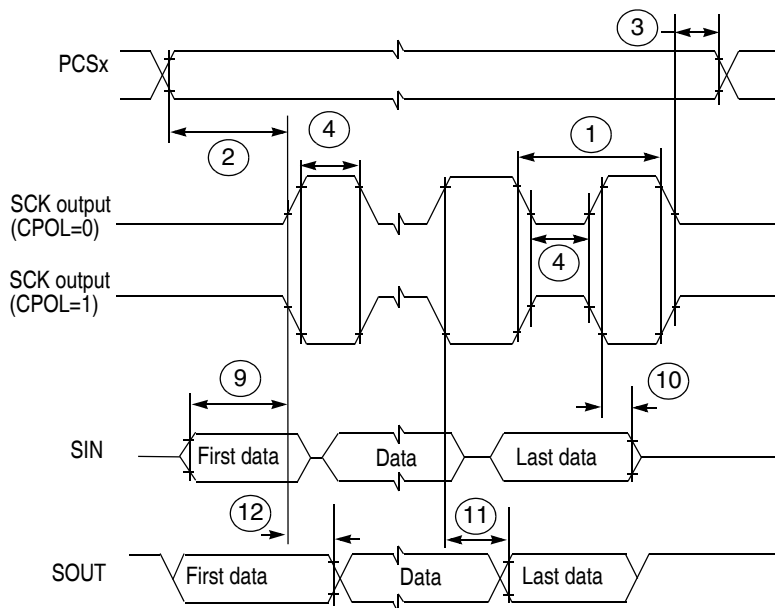 3
PCSx
2
4
1
SCK output
(CPOL=0)
4
SCK output
(CPOL=1)
9
10
SIN
First data
Data
Last data
12
11
SOUT
First data
Data
Last data